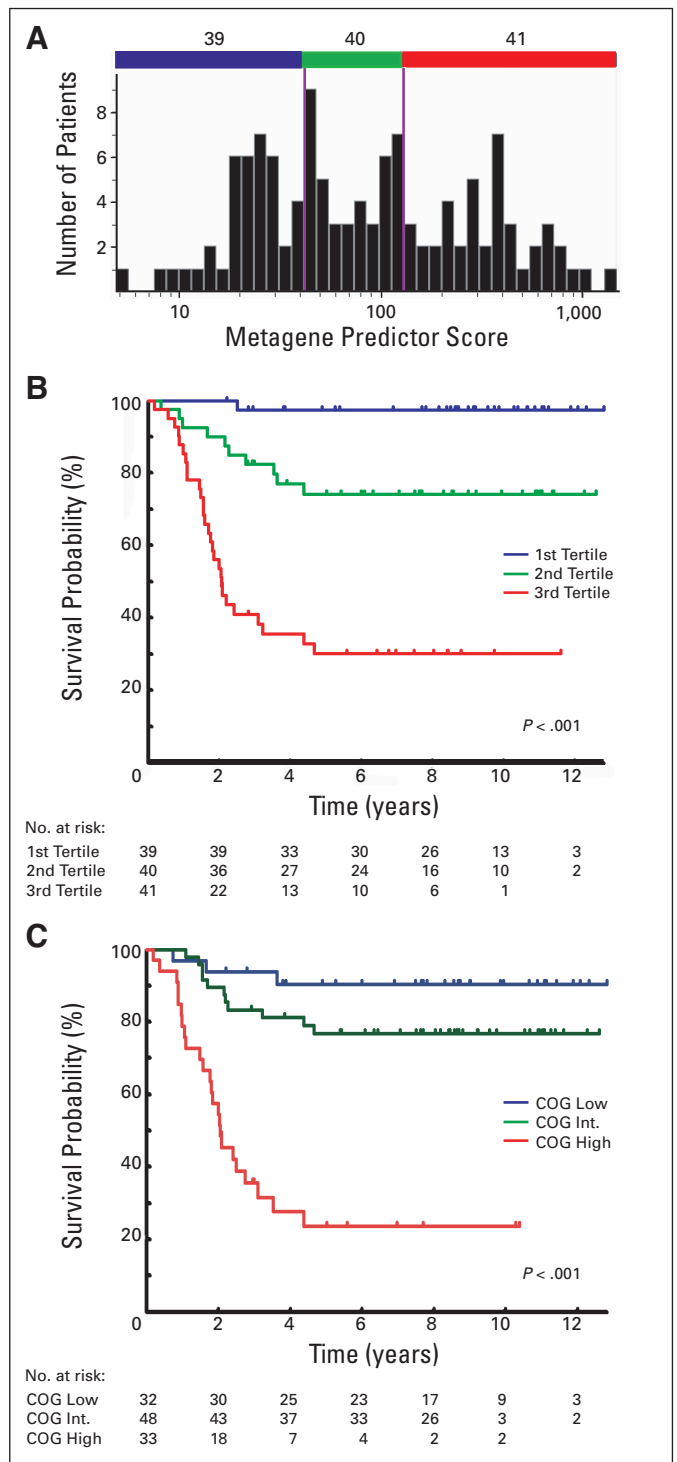 A
39 40 41
Number of Patients
8
6
4
2
10 100 1,000
Metagene Predictor Score
B
Survival Probability (%)
100
80
60
40
20
1st Tertile
2nd Tertile
3rd Tertile
P < .001
0 2 4 6 8 10 12
Time (years)
No. at risk:
1st Tertile 39 39 33 30 26 13 3
2nd Tertile 40 36 27 24 16 10 2
3rd Tertile 41 22 13 10 6 1
C
Survival Probability (%)
100
80
60
40
20
COG Low
COG Int.
COG High
P < .001
0 2 4 6 8 10 12
Time (years)
No. at risk:
COG Low 32 30 25 23 17 9 3
COG Int. 48 43 37 33 26 3 2
COG High 33 18 7 4 2 2